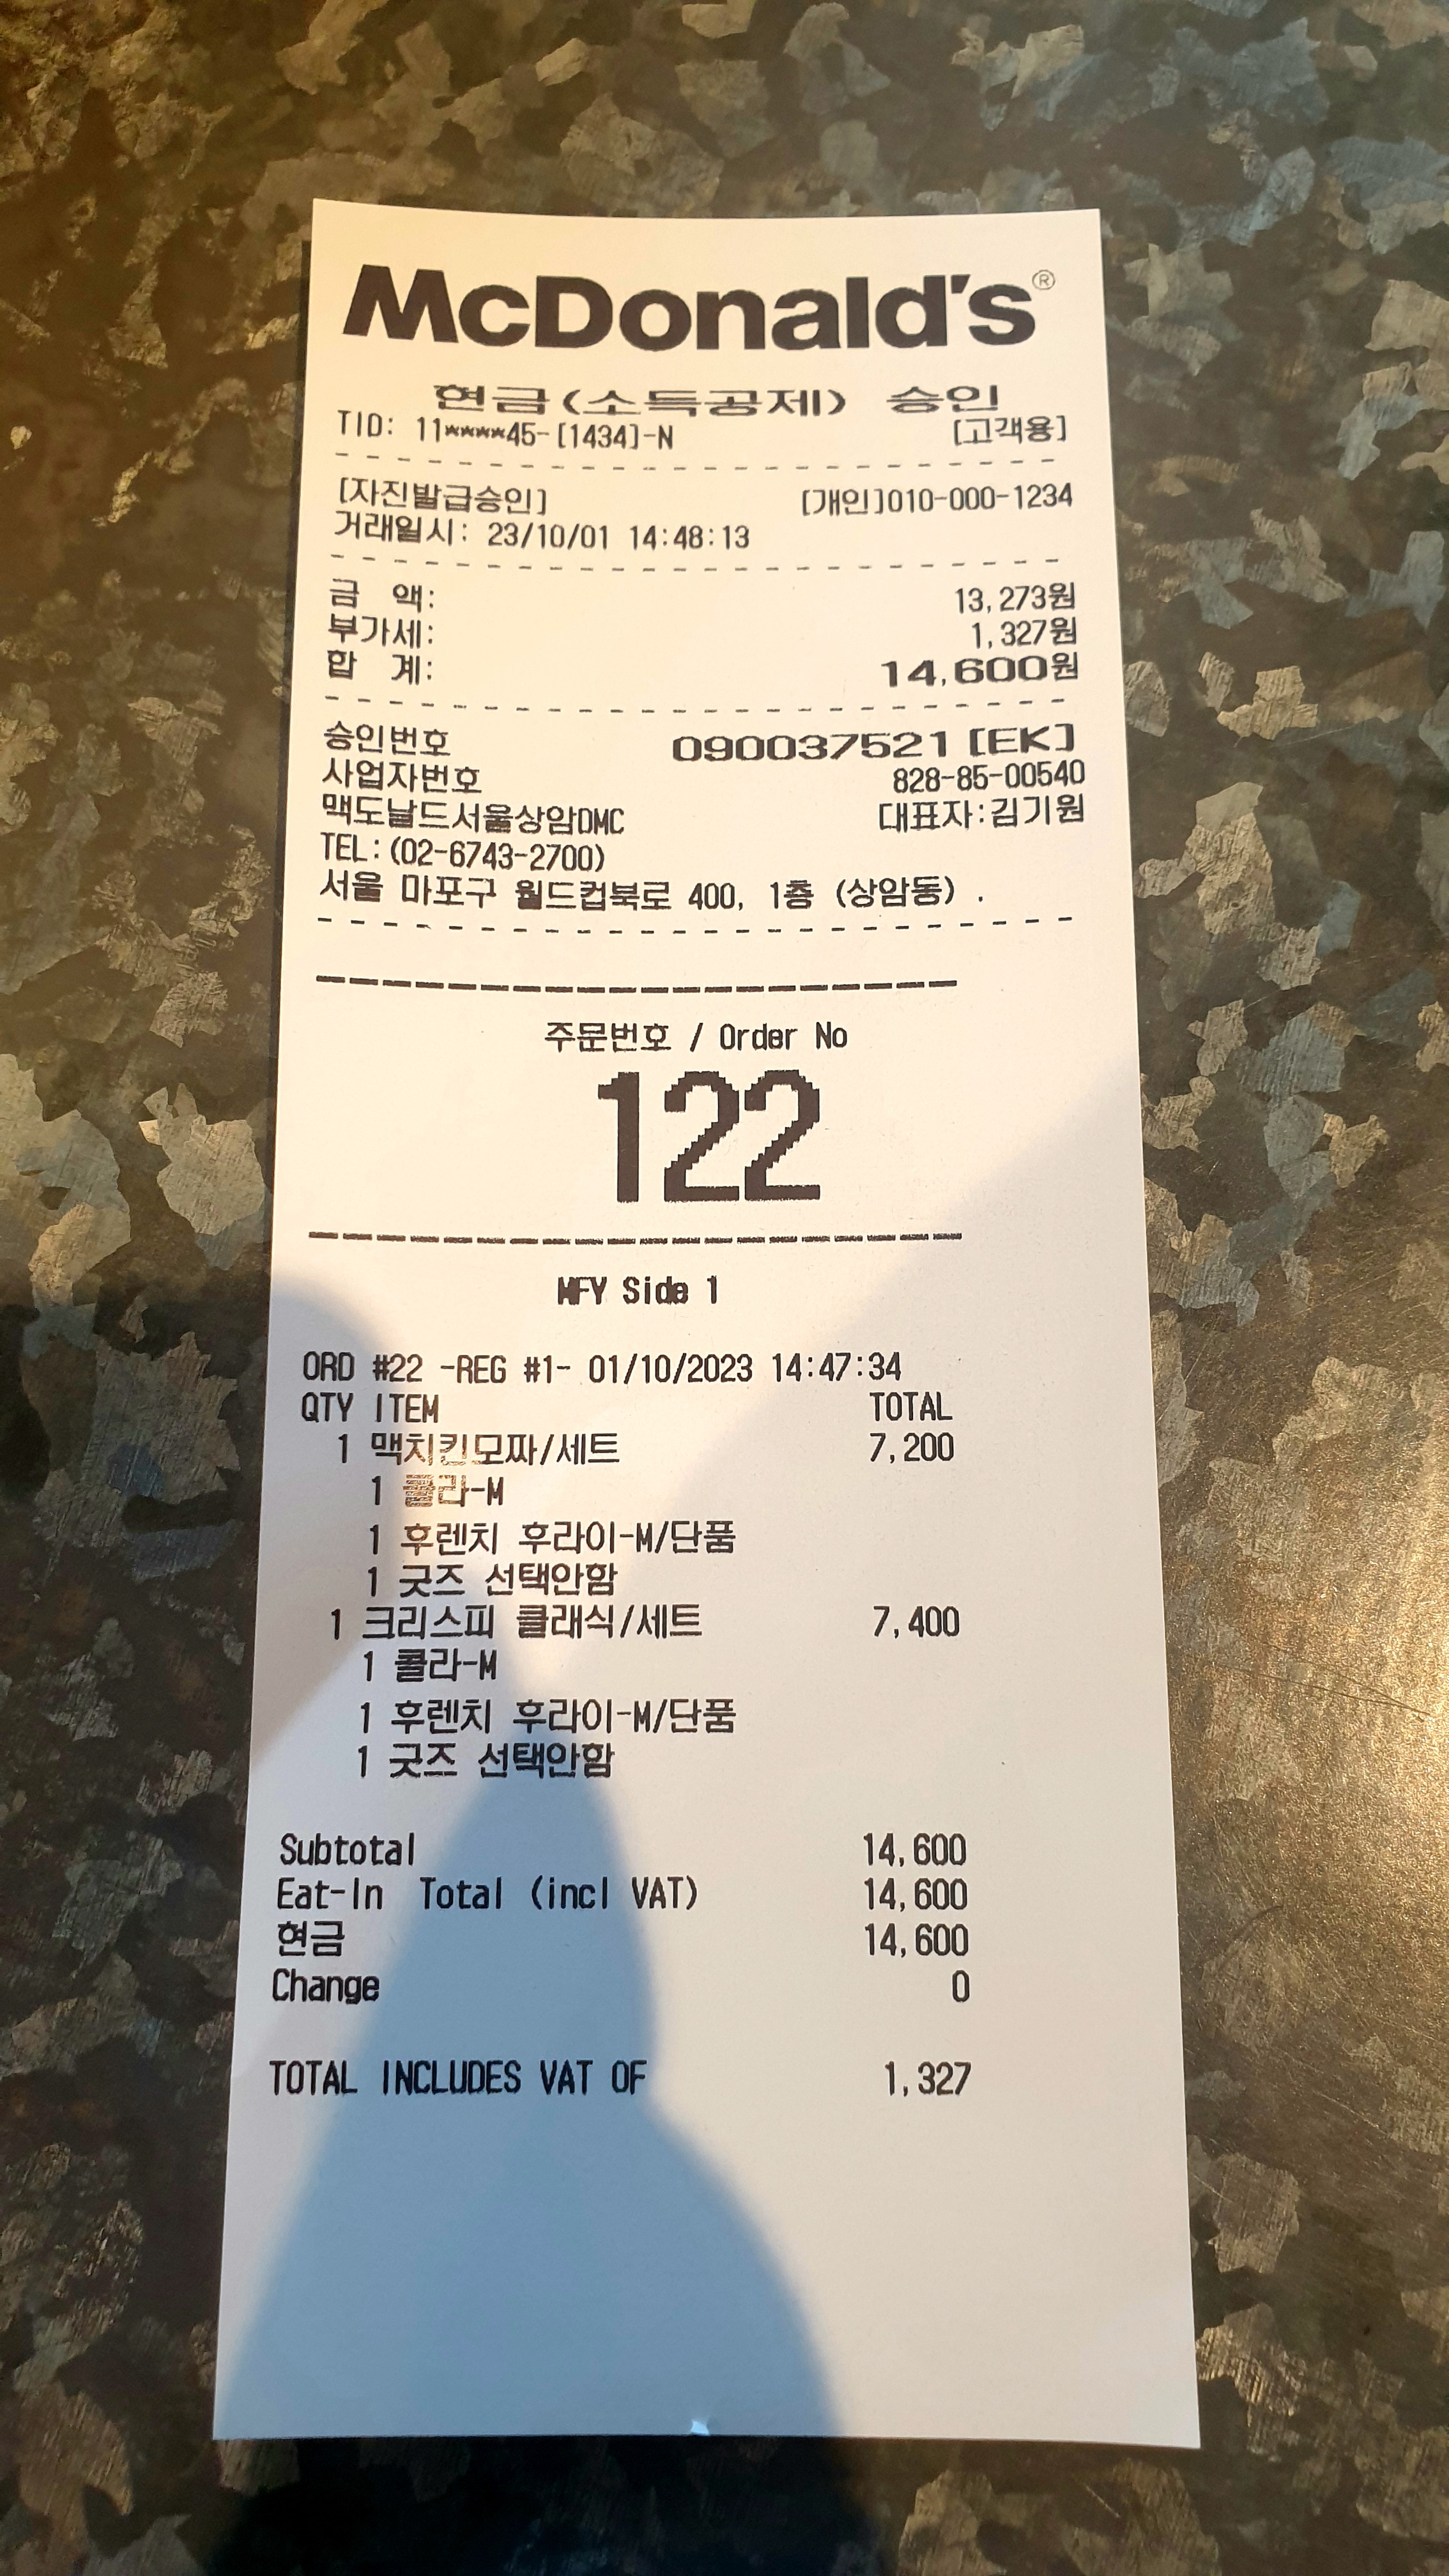 McDonald's®
현금(소득공제) 승인
TID: 11****45-[1434]-N [고객용]
[자진발급승인] [개인]010-000-1234
거래일시: 23/10/01 14:48:13
금 액: 13,273원
부가세: 1,327원
합 계: 14,600원
승인번호 090037521 [EK]
사업자번호 828-85-00540
맥도날드서울상암DMC 대표자:김기원
TEL:(02-6743-2700)
서울 마포구 월드컵북로 400, 1층 (상암동) .
주문번호 / Order No
122
MFY Side 1
ORD #22 -REG #1- 01/10/2023 14:47:34
QTY ITEM TOTAL
1 맥치킨모짜/세트 7,200
1 콜라-M
1 후렌치 후라이-M/단품
1 굿즈 선택안함
1 크리스피 클래식/세트 7,400
1 콜라-M
1 후렌치 후라이-M/단품
1 굿즈 선택안함
Subtotal 14,600
Eat-In Total (incl VAT) 14,600
현금 14,600
Change 0
TOTAL INCLUDES VAT OF 1,327